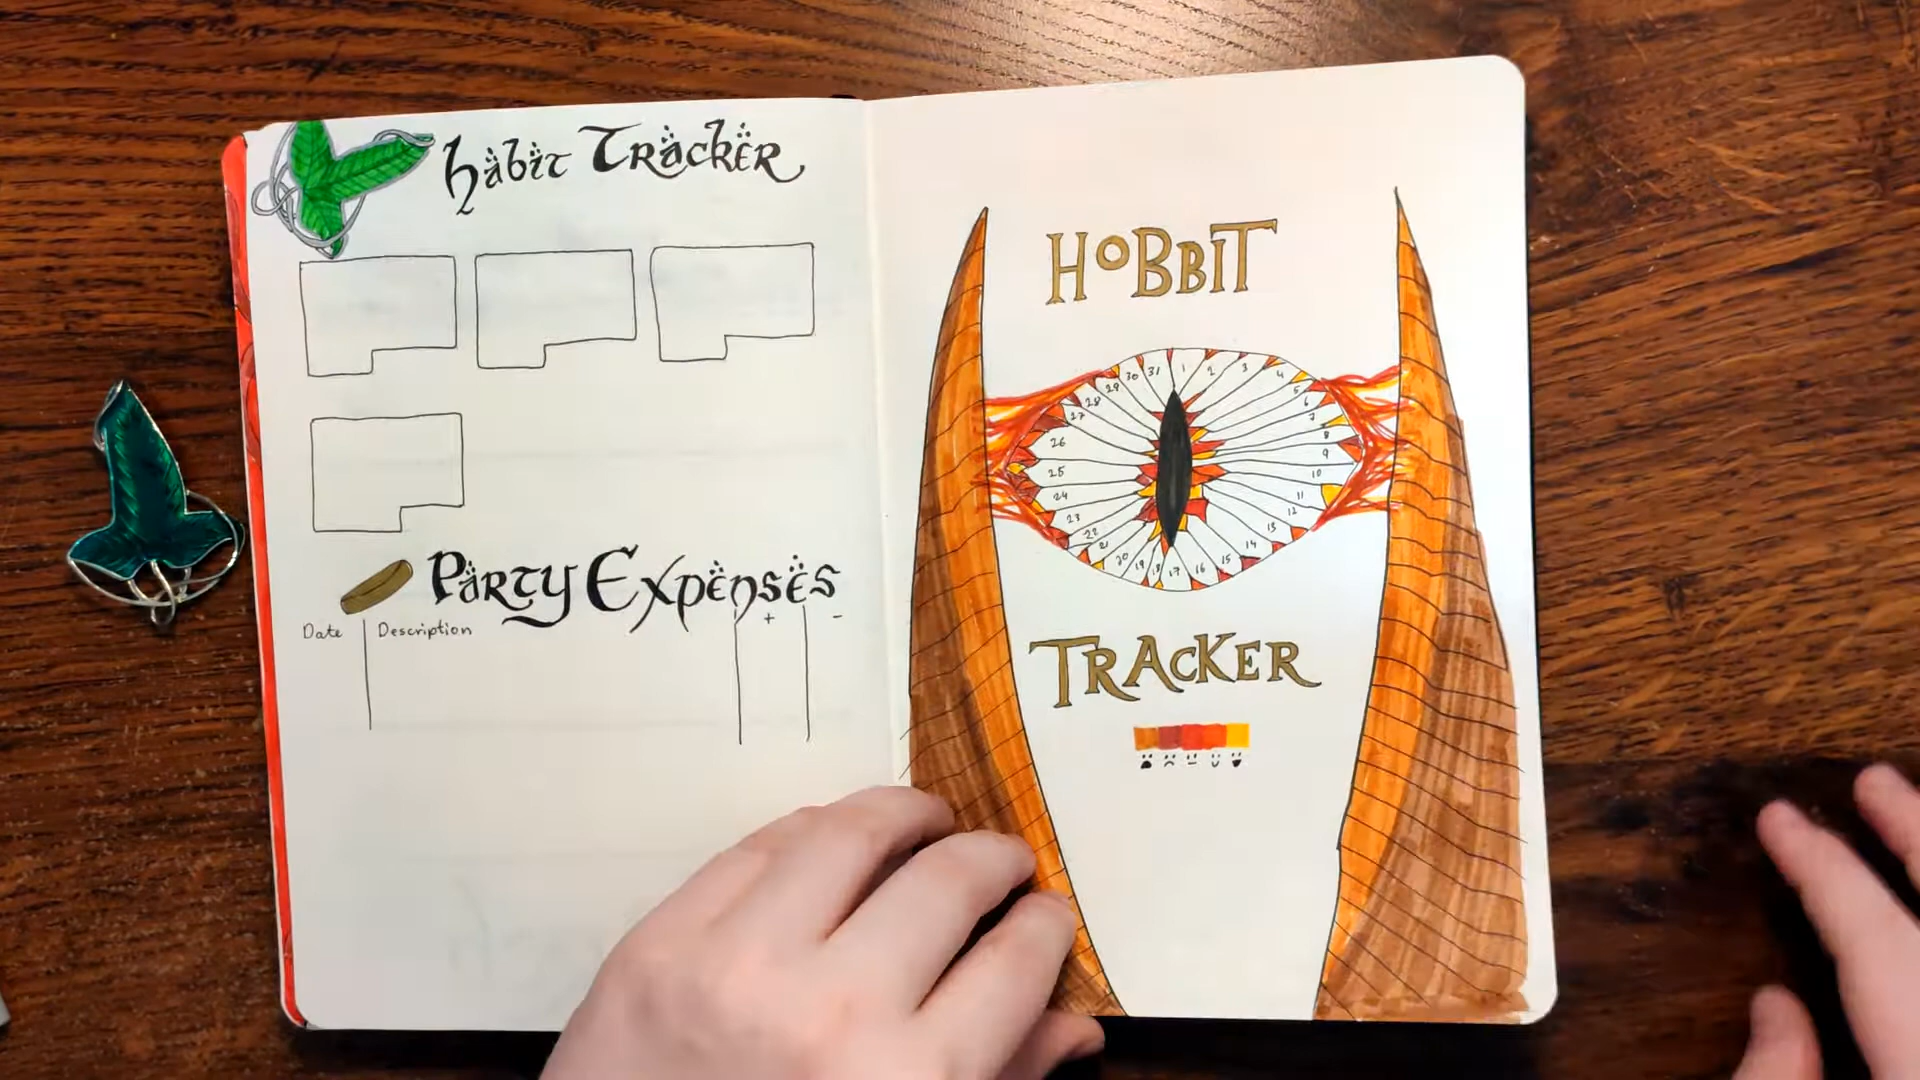 Habit Tracker
Party Expenses
Date Description + -
HOBBIT
1 2 3 4 5 6 7 8 9 10 11 12 13 14 15 16 17 18 19 20 21 22 23 24 25 26 27 28 29 30 31
TRACKER